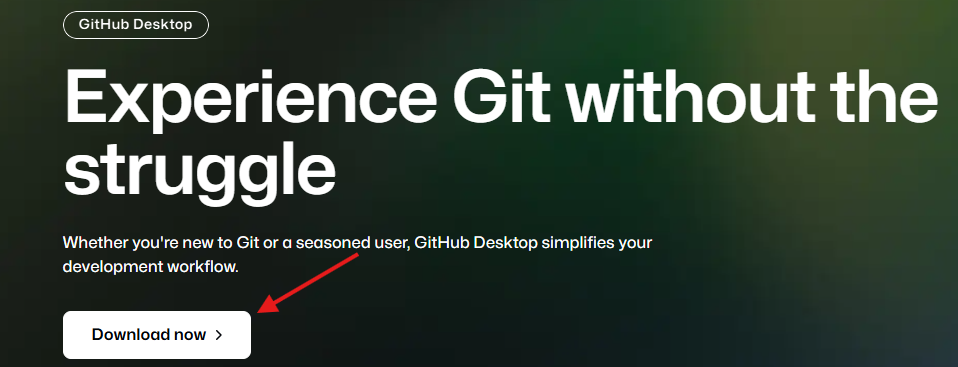 GitHub Desktop
Experience Git without the
struggle
Whether you're new to Git or a seasoned user, GitHub Desktop simplifies your
development workflow.
Download now